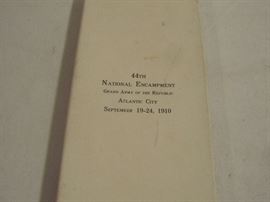 44th
National Encampment
Grand Army of the Republic
Atlantic City
September 19-24, 1910